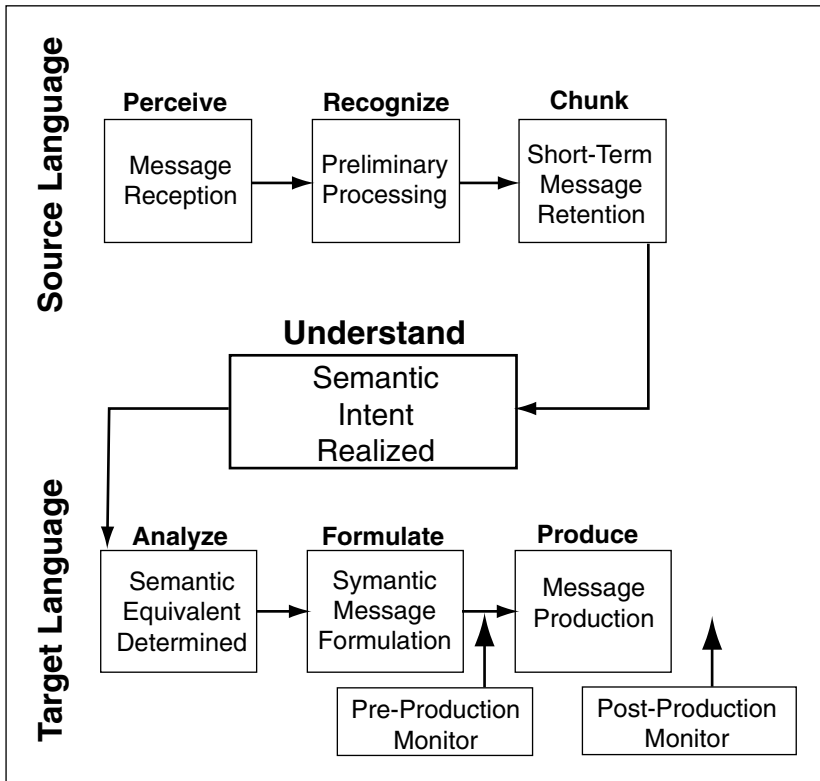 Source Language
Perceive
Message
Reception
Recognize
Preliminary
Processing
Chunk
Short-Term
Message
Retention
Understand
Semantic
Intent
Realized
Target Language
Analyze
Semantic
Equivalent
Determined
Formulate
Symantic
Message
Formulation
Produce
Message
Production
Pre-Production
Monitor
Post-Production
Monitor